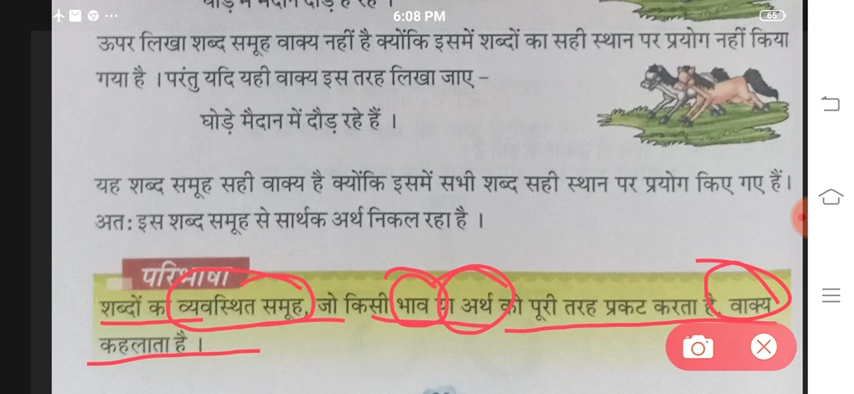 6:08 PM
65
ऊपर लिखा शब्द समूह वाक्य नहीं है क्योंकि इसमें शब्दों का सही स्थान पर प्रयोग नहीं किया
गया है । परंतु यदि यही वाक्य इस तरह लिखा जाए –
घोड़े मैदान में दौड़ रहे हैं ।
यह शब्द समूह सही वाक्य है क्योंकि इसमें सभी शब्द सही स्थान पर प्रयोग किए गए हैं।
अत: इस शब्द समूह से सार्थक अर्थ निकल रहा है ।
परिभाषा
शब्दों का व्यवस्थित समूह, जो किसी भाव या अर्थ को पूरी तरह प्रकट करता है, वाक्य
कहलाता है ।